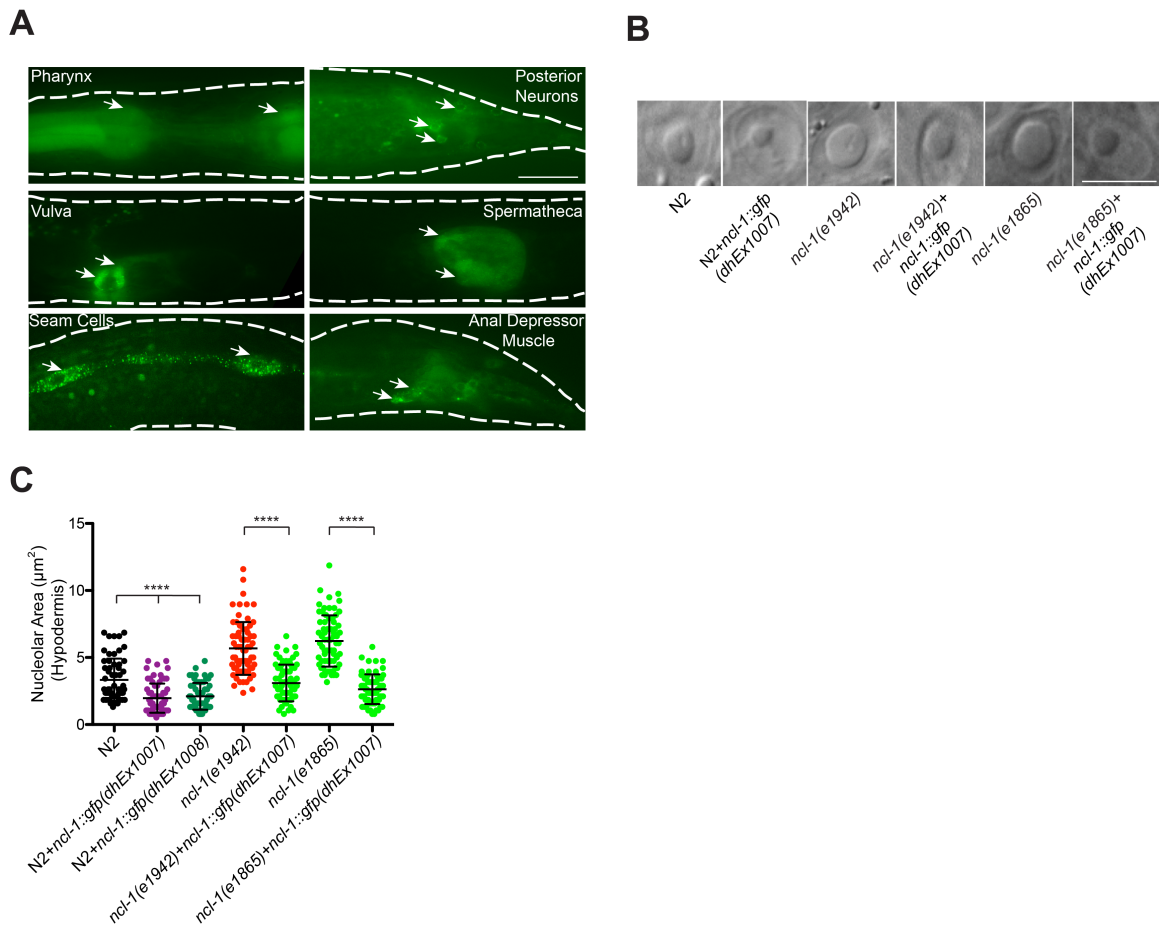 A
B
Pharynx
Posterior
Neurons
Vulva
Spermatheca
Seam Cells
Anal Depressor
Muscle
N2
N2+ncl-1::gfp
(dhEx1007)
ncl-1(e1942)
ncl-1(e1942)+
ncl-1::gfp
(dhEx1007)
ncl-1(e1865)
ncl-1(e1865)+
ncl-1::gfp
(dhEx1007)
C
Nucleolar Area (μm²)
(Hypodermis)
15
10
5
0
****
****
****
N2
N2+ncl-1::gfp(dhEx1007)
N2+ncl-1::gfp(dhEx1008)
ncl-1(e1942)
ncl-1(e1942)+ncl-1::gfp(dhEx1007)
ncl-1(e1865)
ncl-1(e1865)+ncl-1::gfp(dhEx1007)